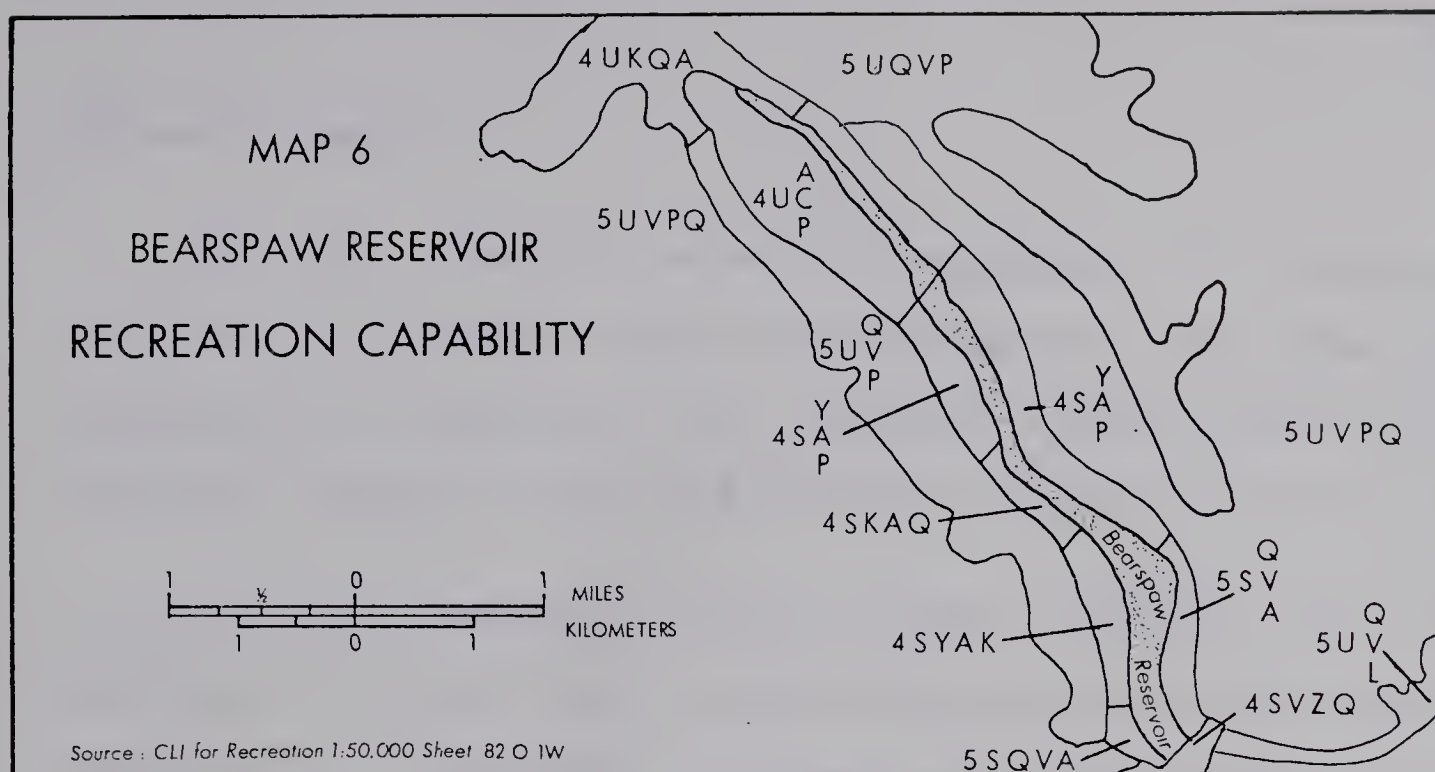 MAP 6
BEARSPAW RESERVOIR
RECREATION CAPABILITY
4UKQA
5UQVP
A
4UC
P
5UVPQ
Q
5UV
P
Y
4SA
P
Y
4SA
P
5UVPQ
4SKAQ
Bearspaw
Reservoir
Q
5SV
A
4SYAK
Q
5UV
L
4SVZQ
5SQVA
1 ½ 0 1 MILES
1 0 1 KILOMETERS
Source : CLI for Recreation 1:50,000 Sheet 82 O 1W